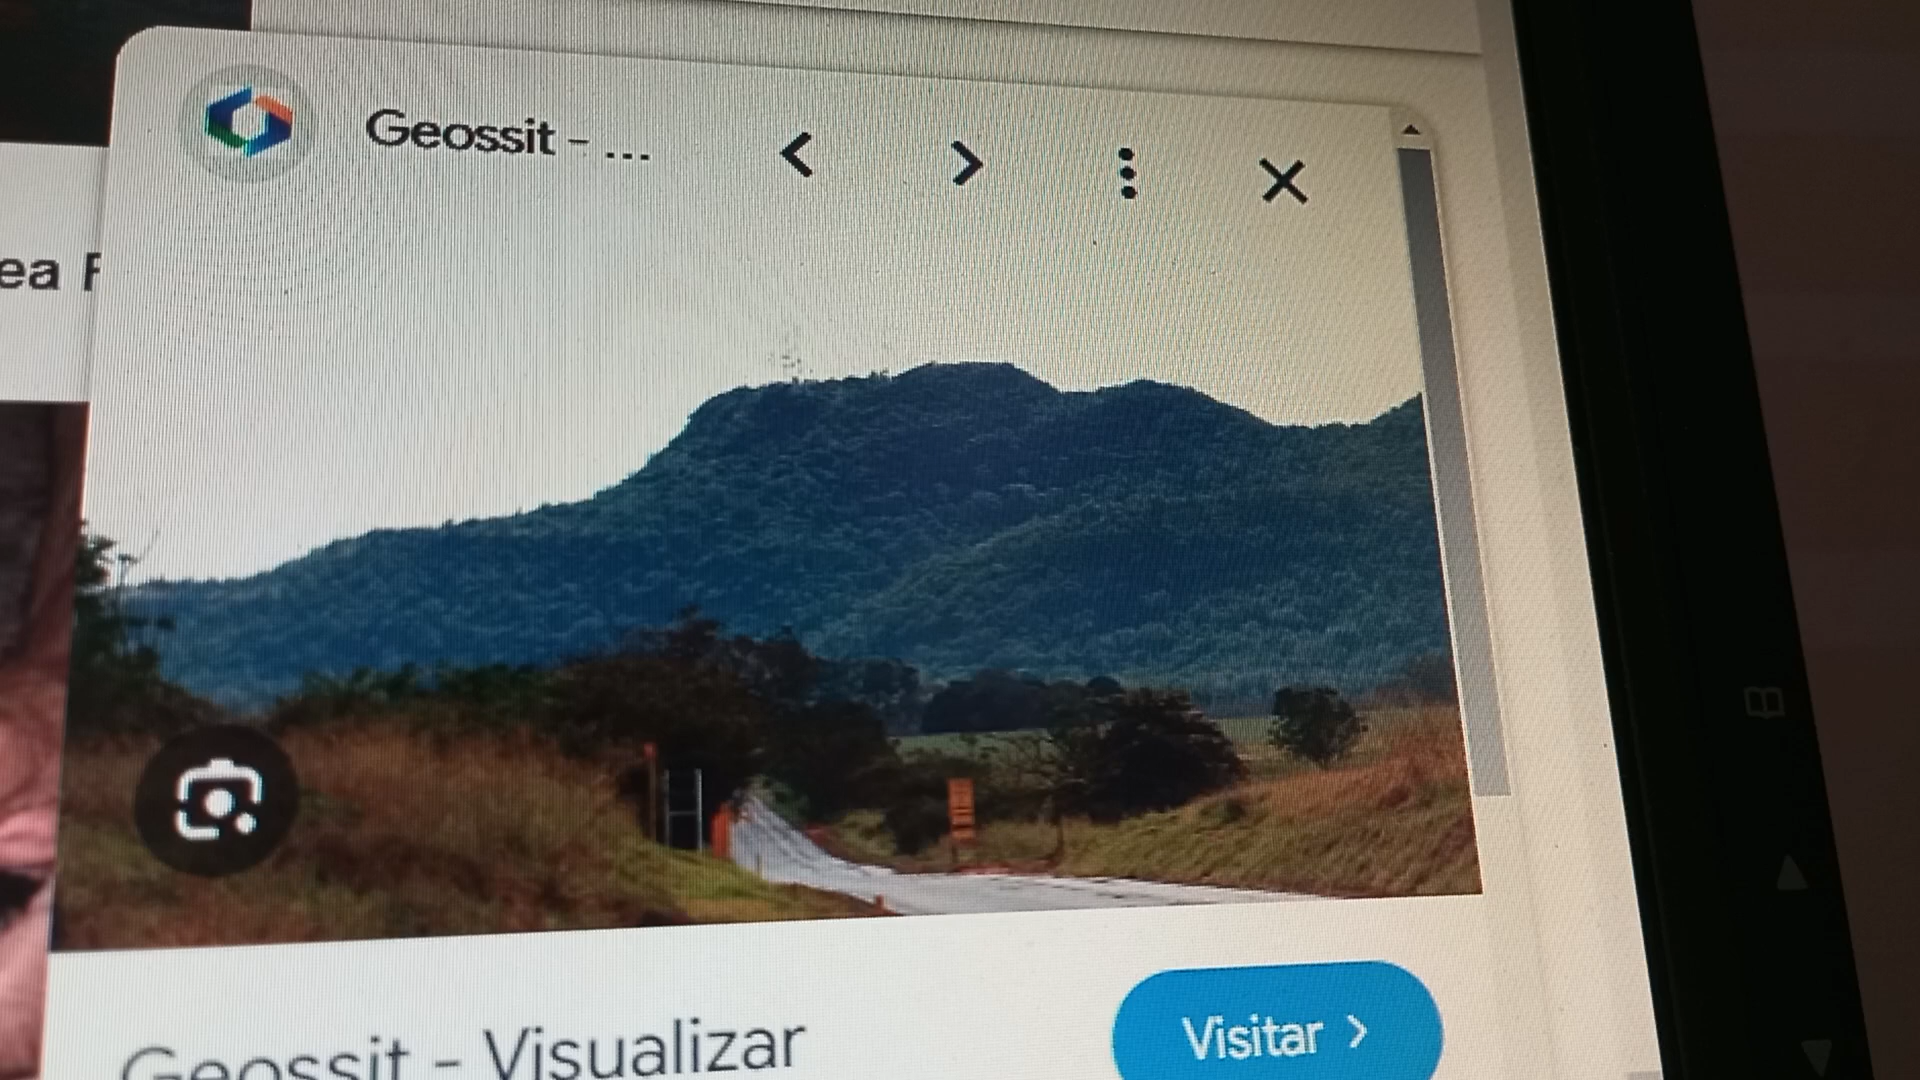 Geossit - ...
ea F
Geossit - Visualizar
Visitar >